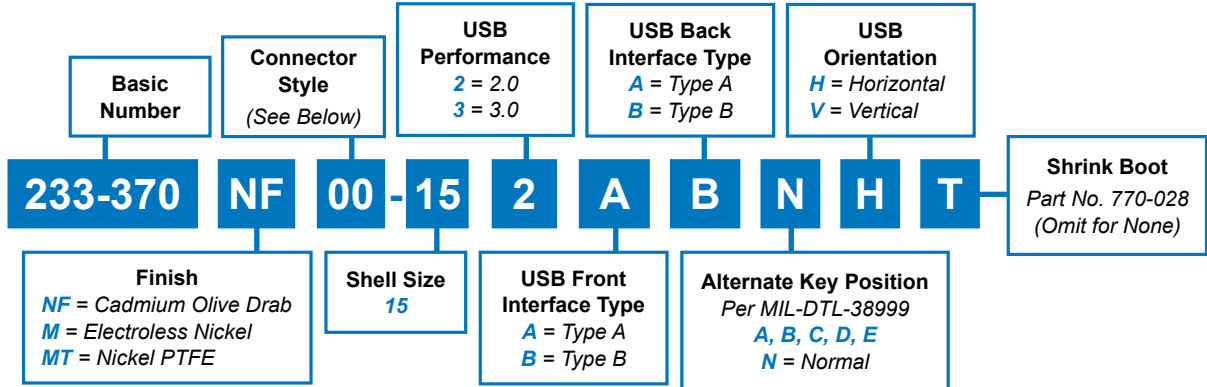 Basic
Number
Connector
Style
(See Below)
USB
Performance
2 = 2.0
3 = 3.0
USB Back
Interface Type
A = Type A
B = Type B
USB
Orientation
H = Horizontal
V = Vertical
233-370 NF 00 - 15 2 A B N H T
Shrink Boot
Part No. 770-028
(Omit for None)
Finish
NF = Cadmium Olive Drab
M = Electroless Nickel
MT = Nickel PTFE
Shell Size
15
USB Front
Interface Type
A = Type A
B = Type B
Alternate Key Position
Per MIL-DTL-38999
A, B, C, D, E
N = Normal